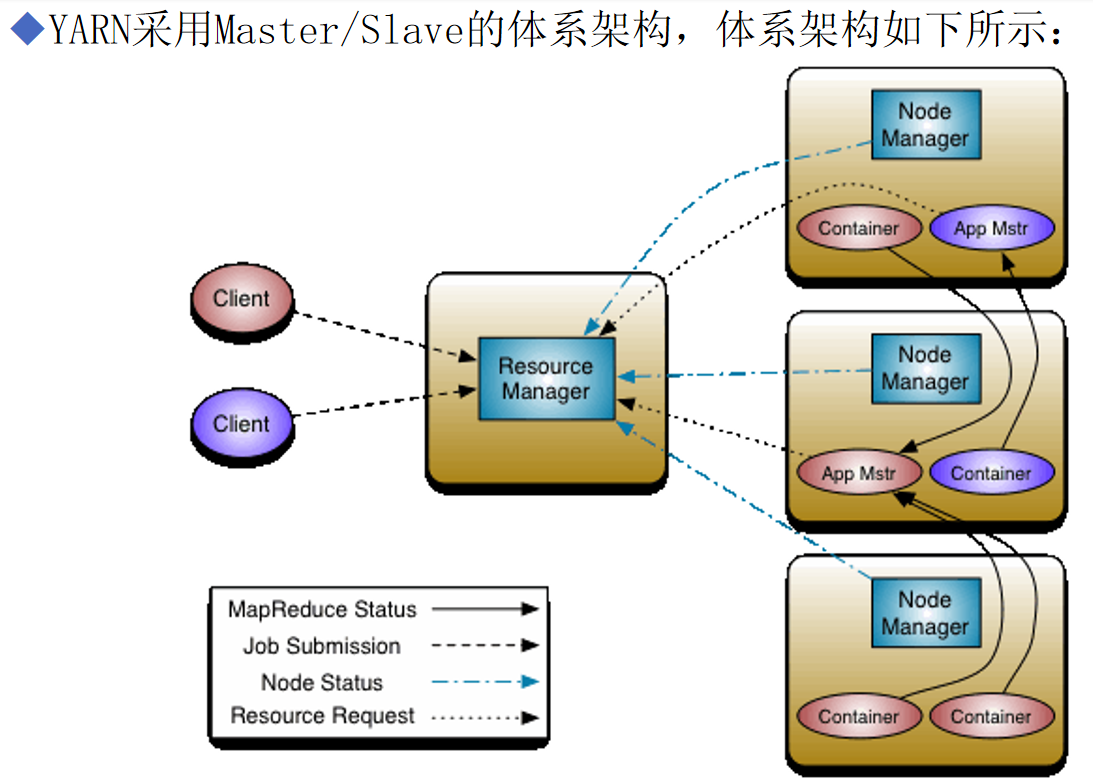 YARN采用Master/Slave的体系架构，体系架构如下所示：
Node
Manager
Container
App Mstr
Client
Client
Resource
Manager
Node
Manager
App Mstr
Container
Node
Manager
Container
Container
MapReduce Status
Job Submission
Node Status
Resource Request